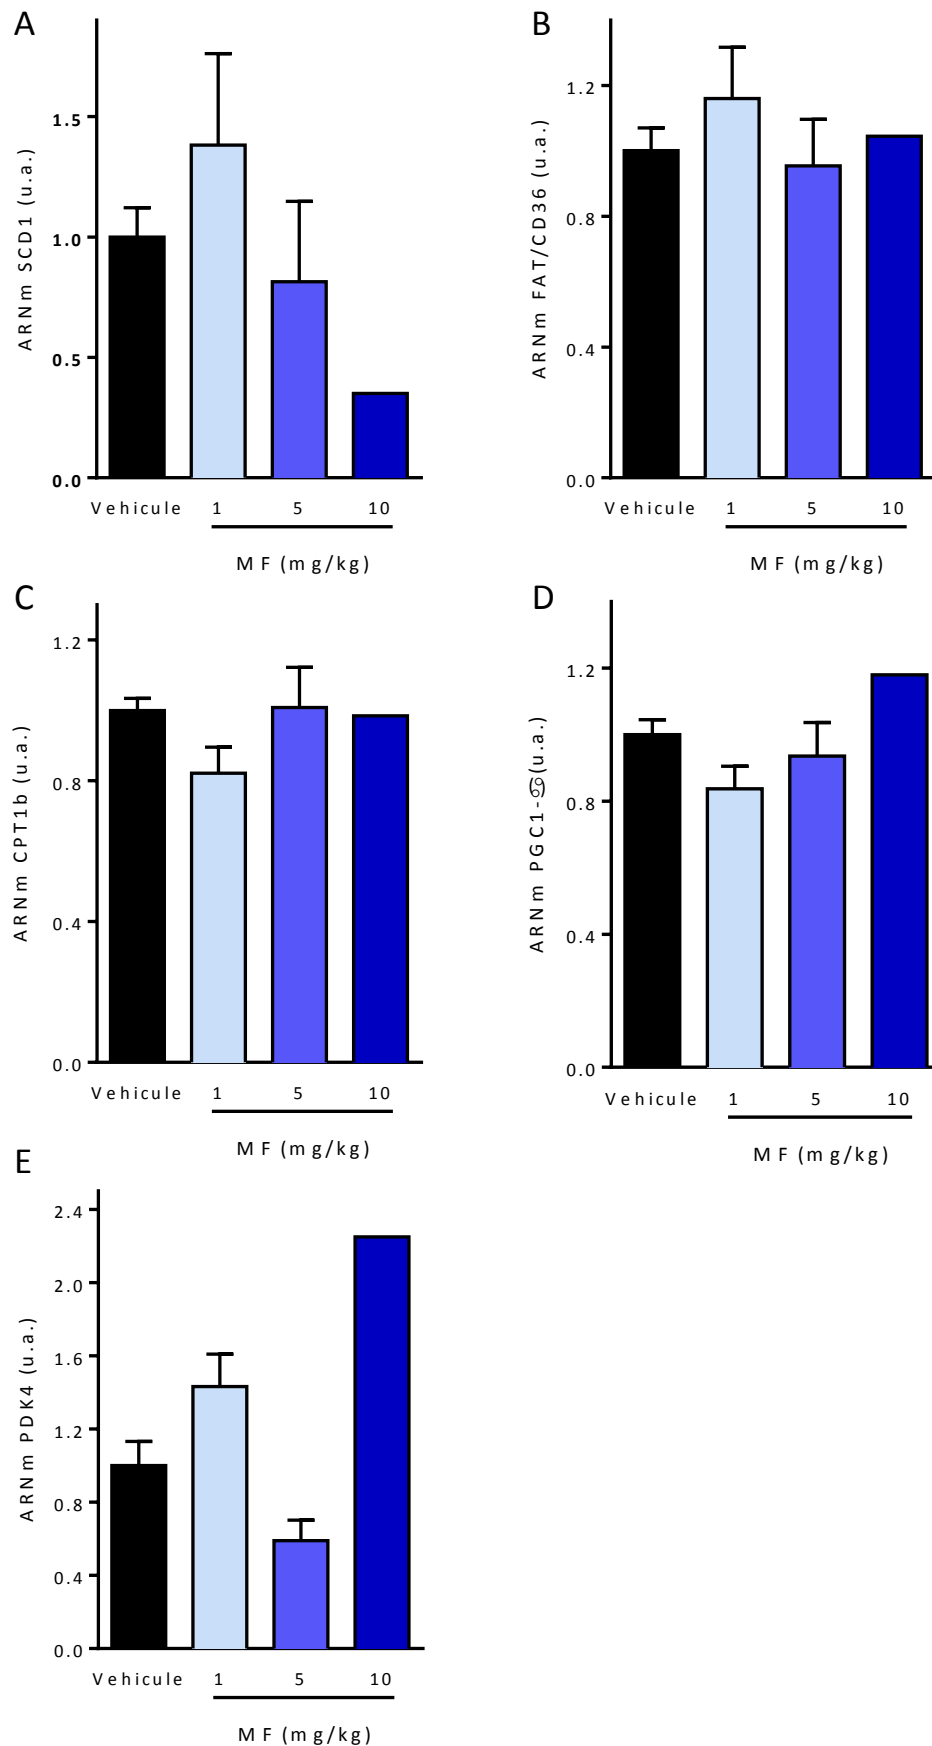 A
ARNm SCD1 (u.a.)
1.5
1.0
0.5
0.0
Vehicule 1 5 10
MF (mg/kg)
B
ARNm FAT/CD36 (u.a.)
1.2
0.8
0.4
0.0
Vehicule 1 5 10
MF (mg/kg)
C
ARNm CPT1b (u.a.)
1.2
0.8
0.4
0.0
Vehicule 1 5 10
MF (mg/kg)
D
ARNm PGC1- (u.a.)
1.2
0.8
0.4
0.0
Vehicule 1 5 10
MF (mg/kg)
E
ARNm PDK4 (u.a.)
2.4
2.0
1.6
1.2
0.8
0.4
0.0
Vehicule 1 5 10
MF (mg/kg)